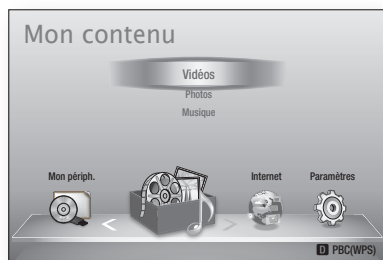 Mon contenu
Vidéos
Photos
Musique
Mon périph. Internet Paramètres
D PBC(WPS)